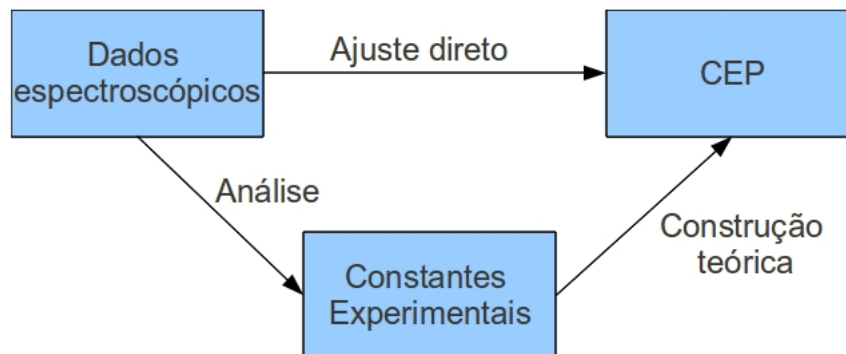 Dados
espectroscópicos
Ajuste direto
CEP
Análise
Construção
teórica
Constantes
Experimentais